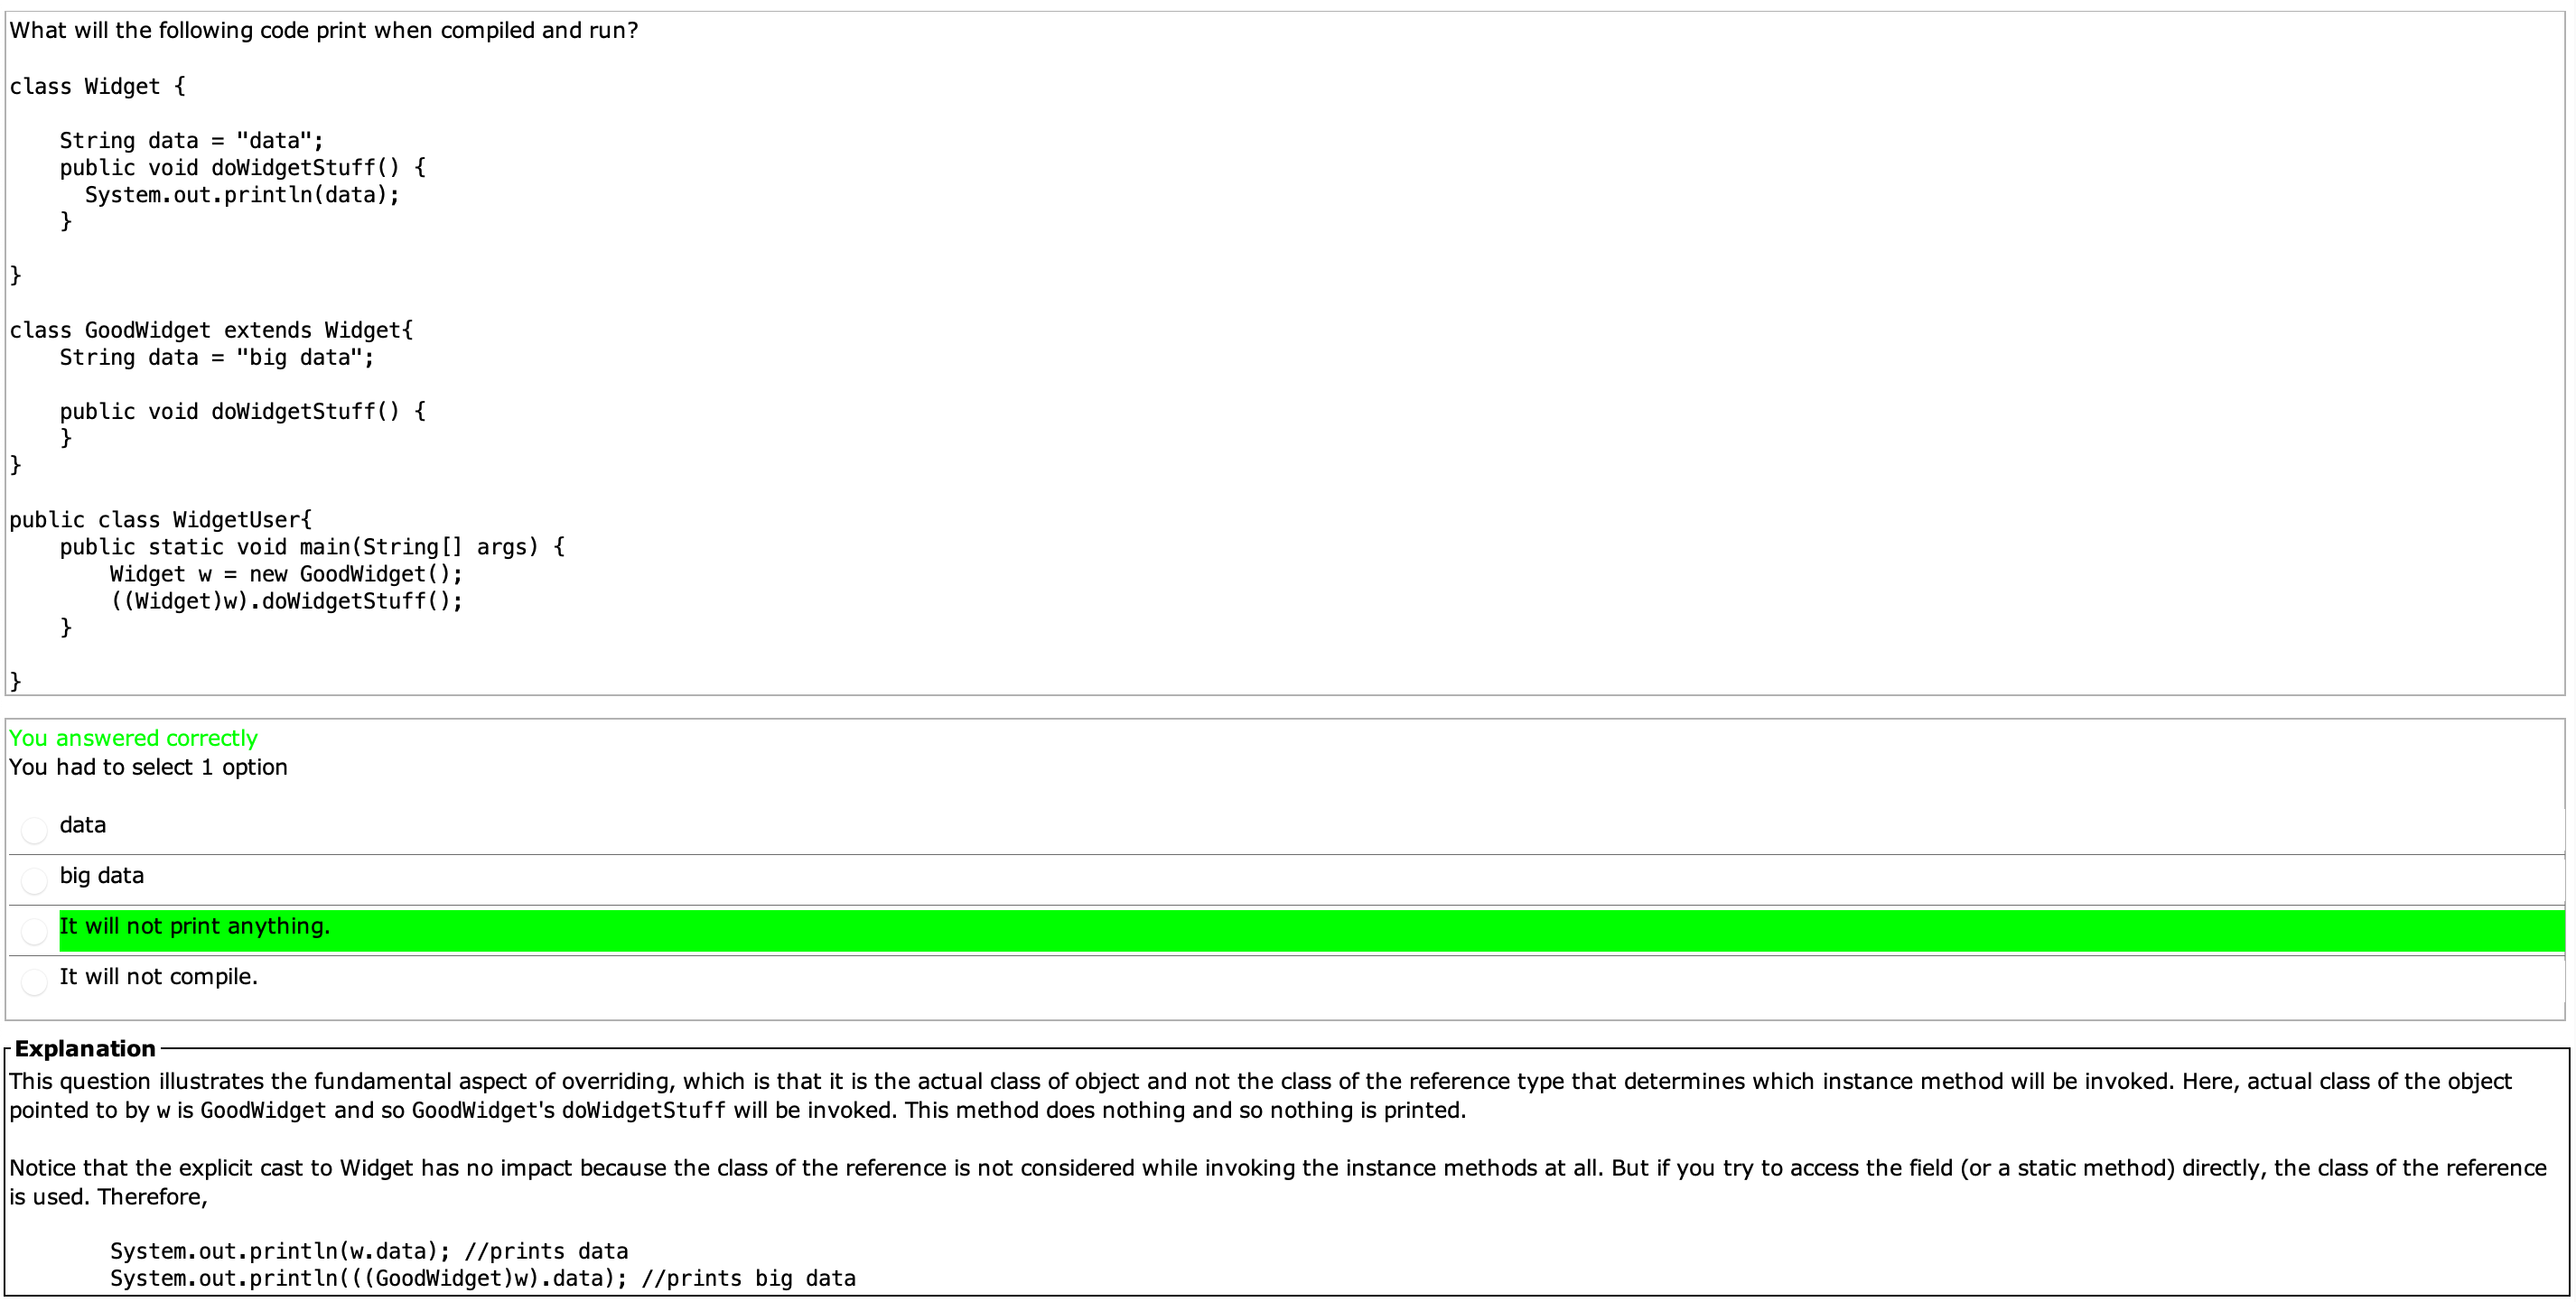 What will the following code print when compiled and run?
class Widget {
String data = "data";
public void doWidgetStuff() {
System.out.println(data);
}
}
class GoodWidget extends Widget{
String data = "big data";
public void doWidgetStuff() {
}
}
public class WidgetUser{
public static void main(String[] args) {
Widget w = new GoodWidget();
((Widget)w).doWidgetStuff();
}
}
You answered correctly
You had to select 1 option
data
big data
It will not print anything.
It will not compile.
Explanation
This question illustrates the fundamental aspect of overriding, which is that it is the actual class of object and not the class of the reference type that determines which instance method will be invoked. Here, actual class of the object
pointed to by w is GoodWidget and so GoodWidget's doWidgetStuff will be invoked. This method does nothing and so nothing is printed.
Notice that the explicit cast to Widget has no impact because the class of the reference is not considered while invoking the instance methods at all. But if you try to access the field (or a static method) directly, the class of the reference
is used. Therefore,
System.out.println(w.data); //prints data
System.out.println(((GoodWidget)w).data); //prints big data